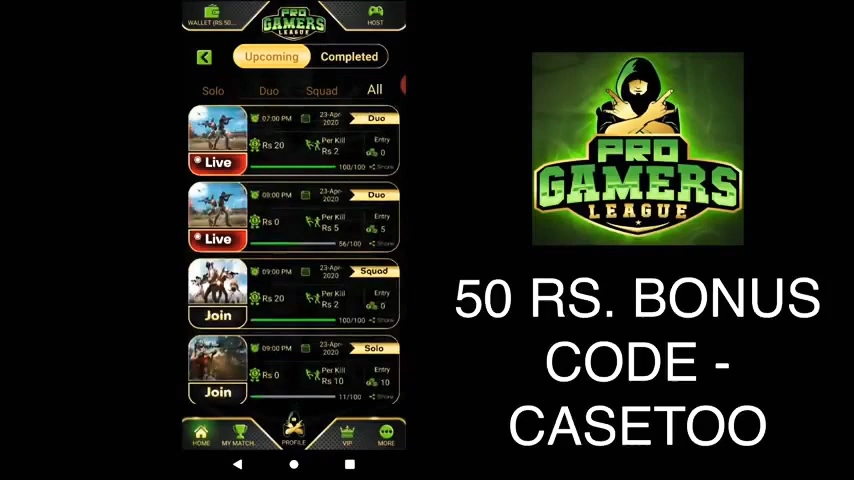 WALLET (RS 50...
PRO
GAMERS
LEAGUE
HOST
Upcoming
Completed
Solo
Duo
Squad
All
07:00 PM
23-Apr-
2020
Duo
Rs 20
Per Kill
Rs 2
Entry
0
Live
100/100
Share
09:00 PM
23-Apr-
2020
Duo
Rs 0
Per Kill
Rs 5
Entry
5
Live
56/100
Share
09:00 PM
23-Apr-
2020
Squad
Rs 20
Per Kill
Rs 2
Entry
0
Join
100/100
Share
09:00 PM
23-Apr-
2020
Solo
Rs 0
Per Kill
Rs 10
Entry
10
Join
11/100
Share
HOME
MY MATCH
PROFILE
VIP
MORE
PRO
GAMERS
LEAGUE
50 RS. BONUS
CODE -
CASETOO